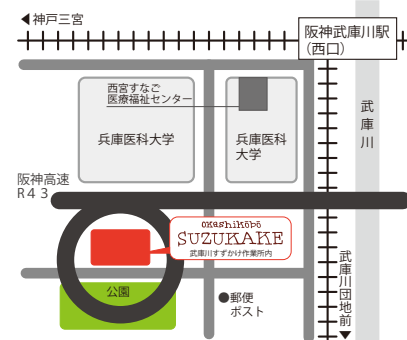 ◀神戸三宮
阪神武庫川駅
(西口)
西宮すなご
医療福祉センター
武庫川
兵庫医科大学
兵庫医科
大学
阪神高速
R43
okashikōbō
SUZUKAKE
武庫川すずかけ作業所内
武庫川団地前▼
公園
●郵便
ポスト